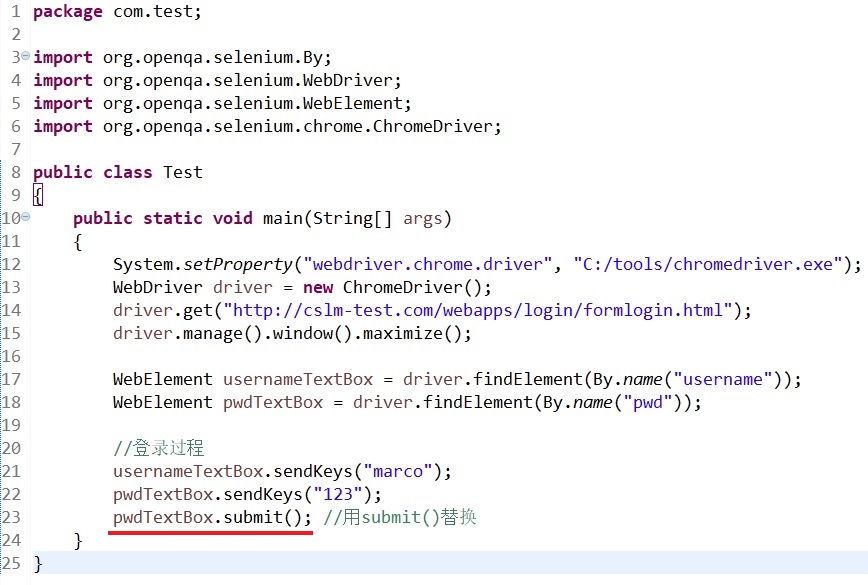 1 package com.test;
2
3 import org.openqa.selenium.By;
4 import org.openqa.selenium.WebDriver;
5 import org.openqa.selenium.WebElement;
6 import org.openqa.selenium.chrome.ChromeDriver;
7
8 public class Test
9 {
10     public static void main(String[] args)
11     {
12         System.setProperty("webdriver.chrome.driver", "C:/tools/chromedriver.exe");
13         WebDriver driver = new ChromeDriver();
14         driver.get("http://cslm-test.com/webapps/login/formlogin.html");
15         driver.manage().window().maximize();
16
17         WebElement usernameTextBox = driver.findElement(By.name("username"));
18         WebElement pwdTextBox = driver.findElement(By.name("pwd"));
19
20         //登录过程
21         usernameTextBox.sendKeys("marco");
22         pwdTextBox.sendKeys("123");
23         pwdTextBox.submit(); //用submit()替换
24     }
25 }